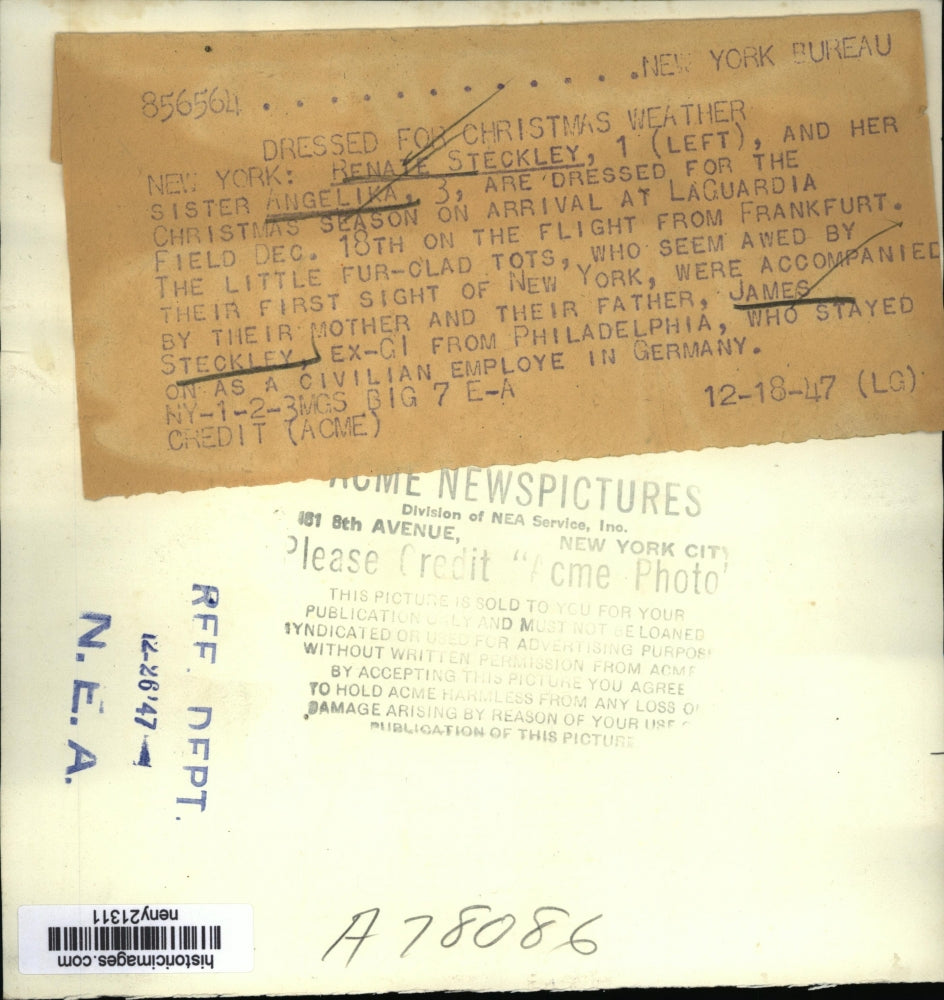 856564 . . . . . . . . . . . . . NEW YORK BUREAU
DRESSED FOR CHRISTMAS WEATHER
NEW YORK: RENATE STECKLEY, 1 (LEFT), AND HER
SISTER ANGELIKA, 3, ARE DRESSED FOR THE
CHRISTMAS SEASON ON ARRIVAL AT LAGUARDIA
FIELD DEC. 18TH ON THE FLIGHT FROM FRANKFURT.
THE LITTLE FUR-CLAD TOTS, WHO SEEM AWED BY
THEIR FIRST SIGHT OF NEW YORK, WERE ACCOMPANIED
BY THEIR MOTHER AND THEIR FATHER, JAMES
STECKLEY, EX-GI FROM PHILADELPHIA, WHO STAYED
ON AS A CIVILIAN EMPLOYE IN GERMANY.
NY-1-2-3MGS BIG 7 E-A 12-18-47 (LG)
CREDIT (ACME)
ACME NEWSPICTURES
Division of NEA Service, Inc.
461 8th AVENUE, NEW YORK CITY
Please Credit "Acme Photo"
THIS PICTURE IS SOLD TO YOU FOR YOUR
PUBLICATION ONLY AND MUST NOT BE LOANED
SYNDICATED OR USED FOR ADVERTISING PURPOSE
WITHOUT WRITTEN PERMISSION FROM ACME
BY ACCEPTING THIS PICTURE YOU AGREE
TO HOLD ACME HARMLESS FROM ANY LOSS OR
DAMAGE ARISING BY REASON OF YOUR USE
PUBLICATION OF THIS PICTURE
REF. DEPT.
12-26'47
N. E. A.
A78086
historicimages.com
neny21311